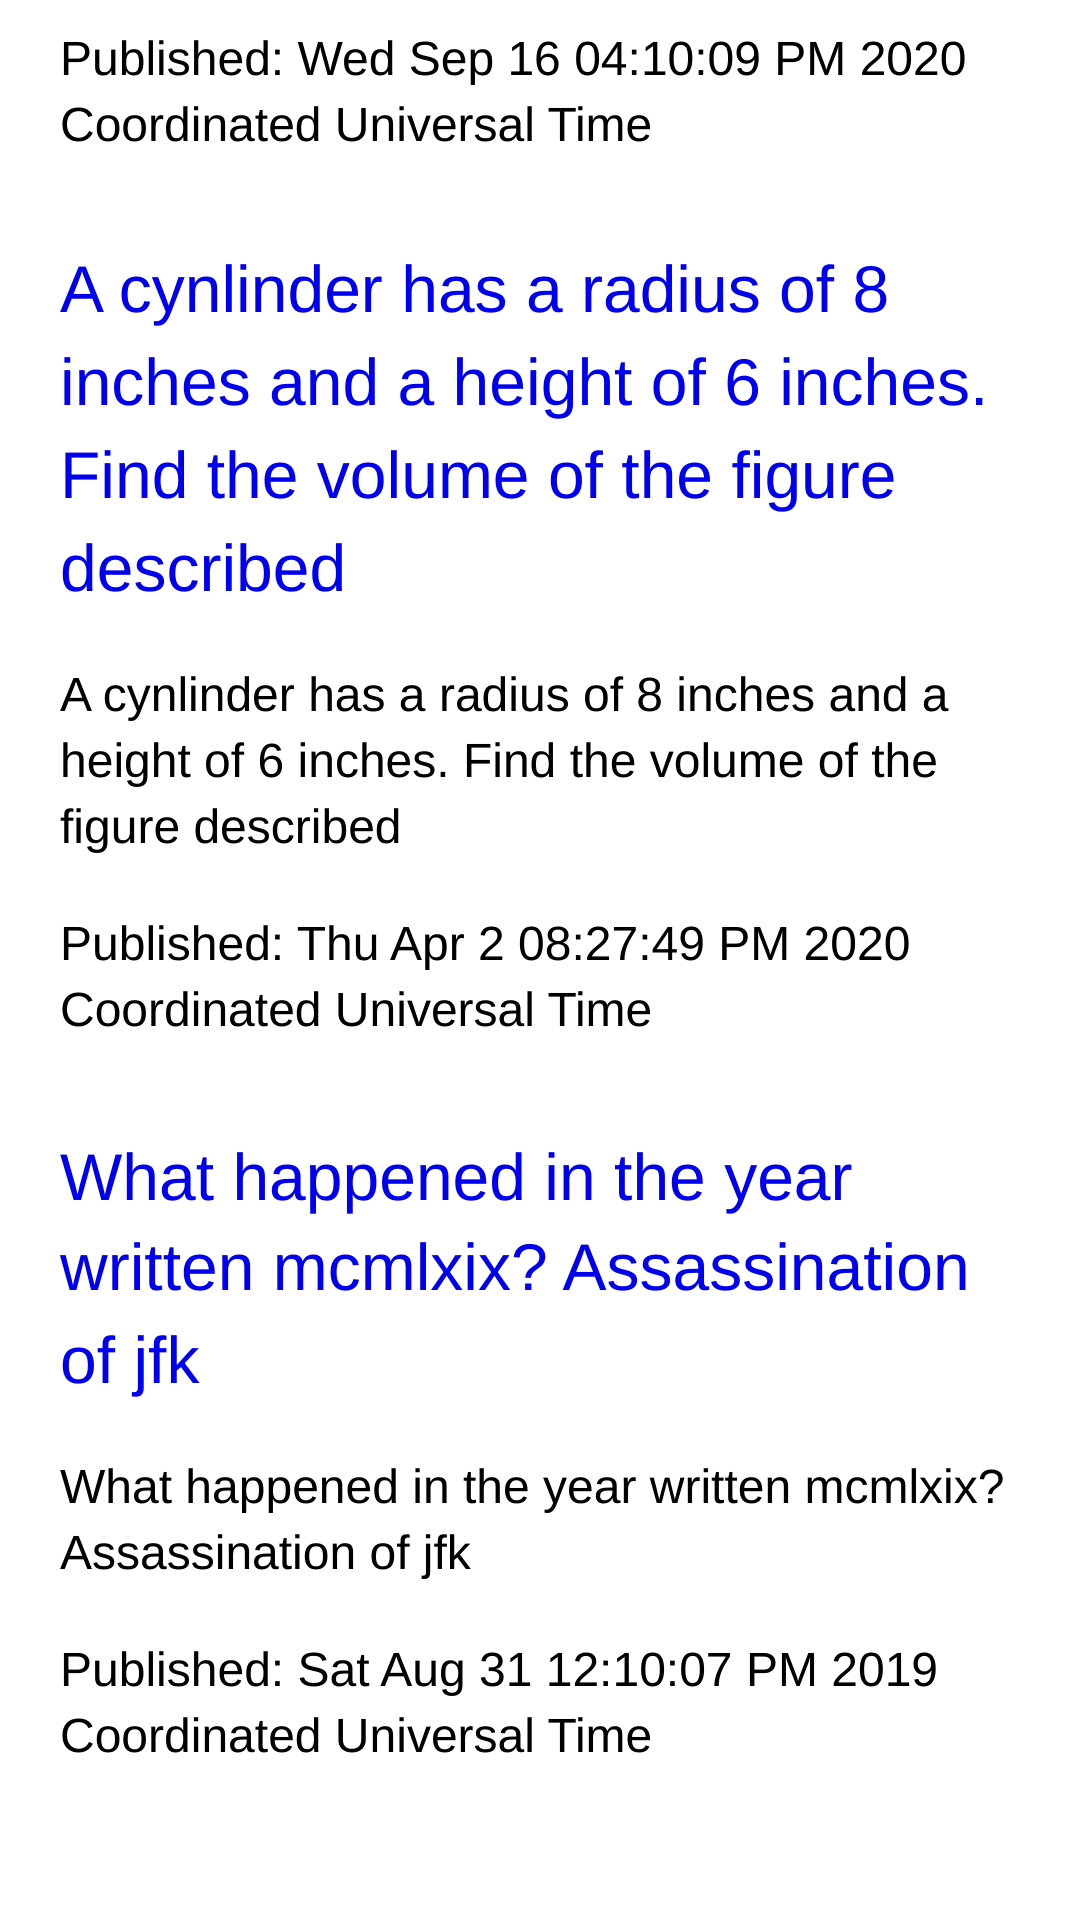 Published: Wed Sep 16 04:10:09 PM 2020
Coordinated Universal Time
A cynlinder has a radius of 8
inches and a height of 6 inches.
Find the volume of the figure
described
A cynlinder has a radius of 8 inches and a
height of 6 inches. Find the volume of the
figure described
Published: Thu Apr 2 08:27:49 PM 2020
Coordinated Universal Time
What happened in the year
written mcmlxix? Assassination
of jfk
What happened in the year written mcmlxix?
Assassination of jfk
Published: Sat Aug 31 12:10:07 PM 2019
Coordinated Universal Time